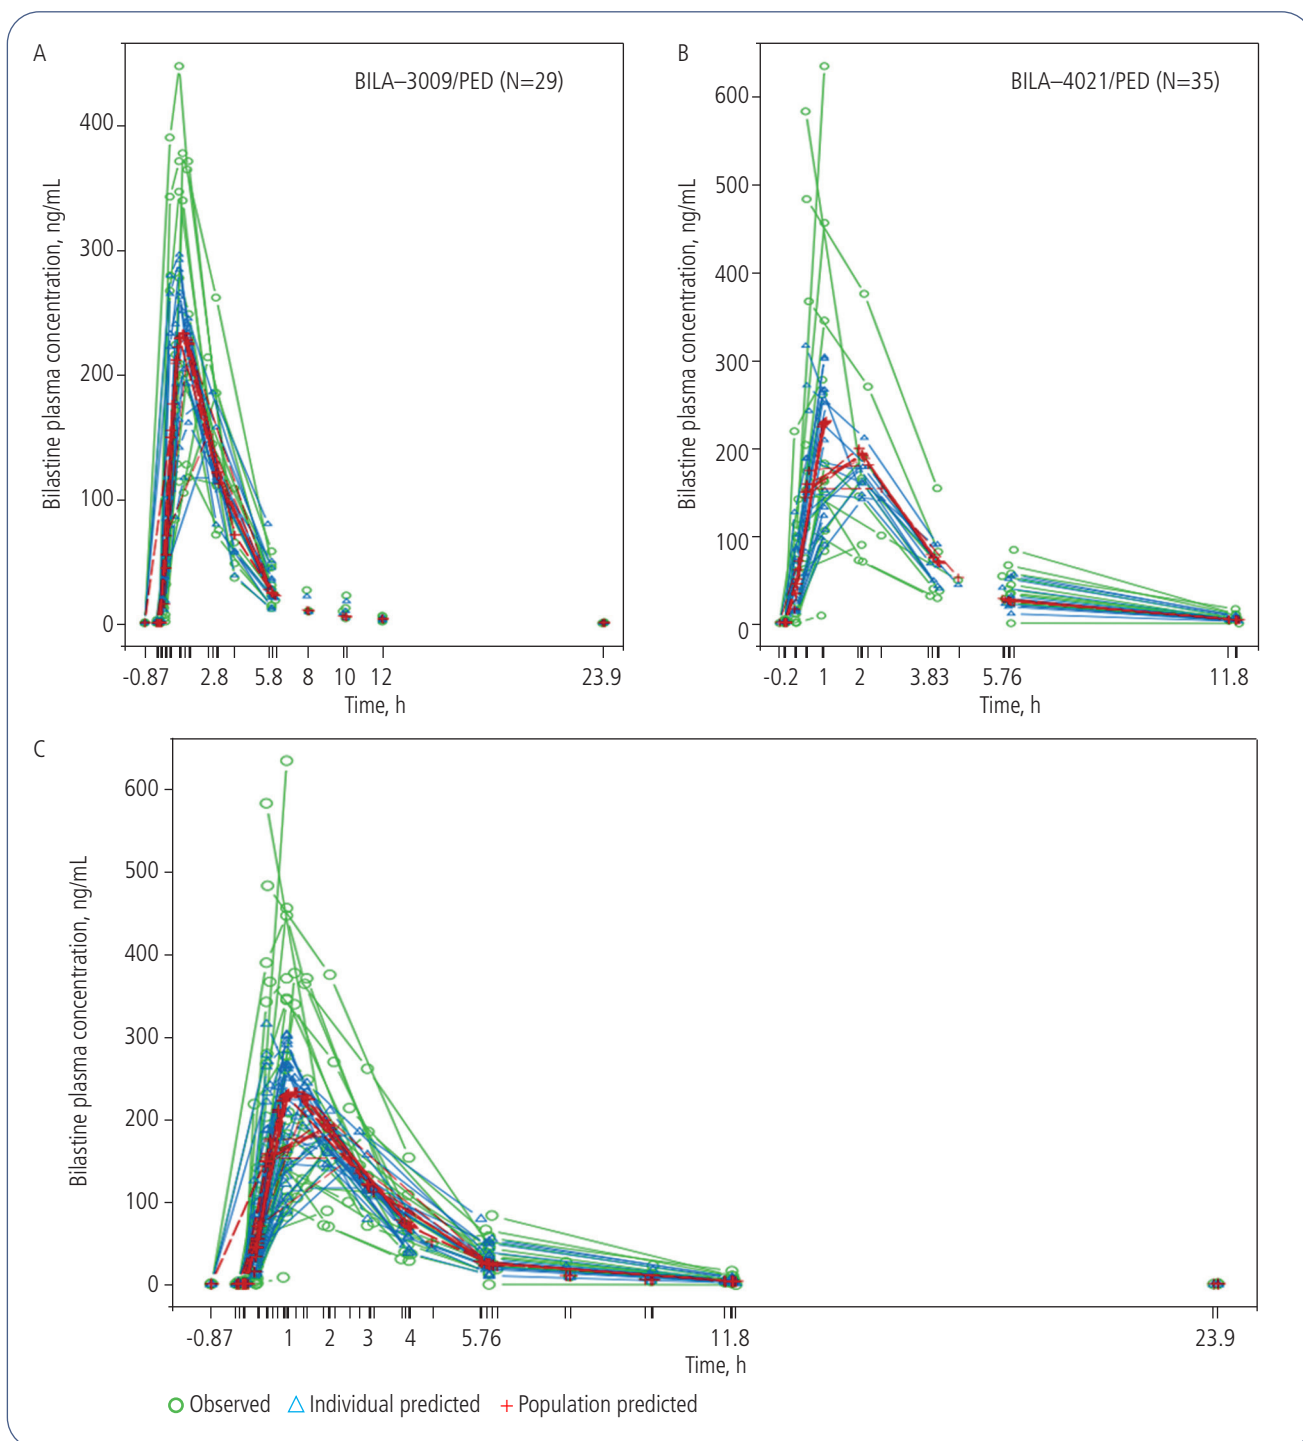 A
BILA–3009/PED (N=29)
Bilastine plasma concentration, ng/mL
400
300
200
100
0
-0.87 2.8 5.8 8 10 12 23.9
Time, h
B
BILA–4021/PED (N=35)
Bilastine plasma concentration, ng/mL
600
500
400
300
200
100
0
-0.2 1 2 3.83 5.76 11.8
Time, h
C
Bilastine plasma concentration, ng/mL
600
500
400
300
200
100
0
-0.87 1 2 3 4 5.76 11.8 23.9
Time, h
Observed Individual predicted Population predicted